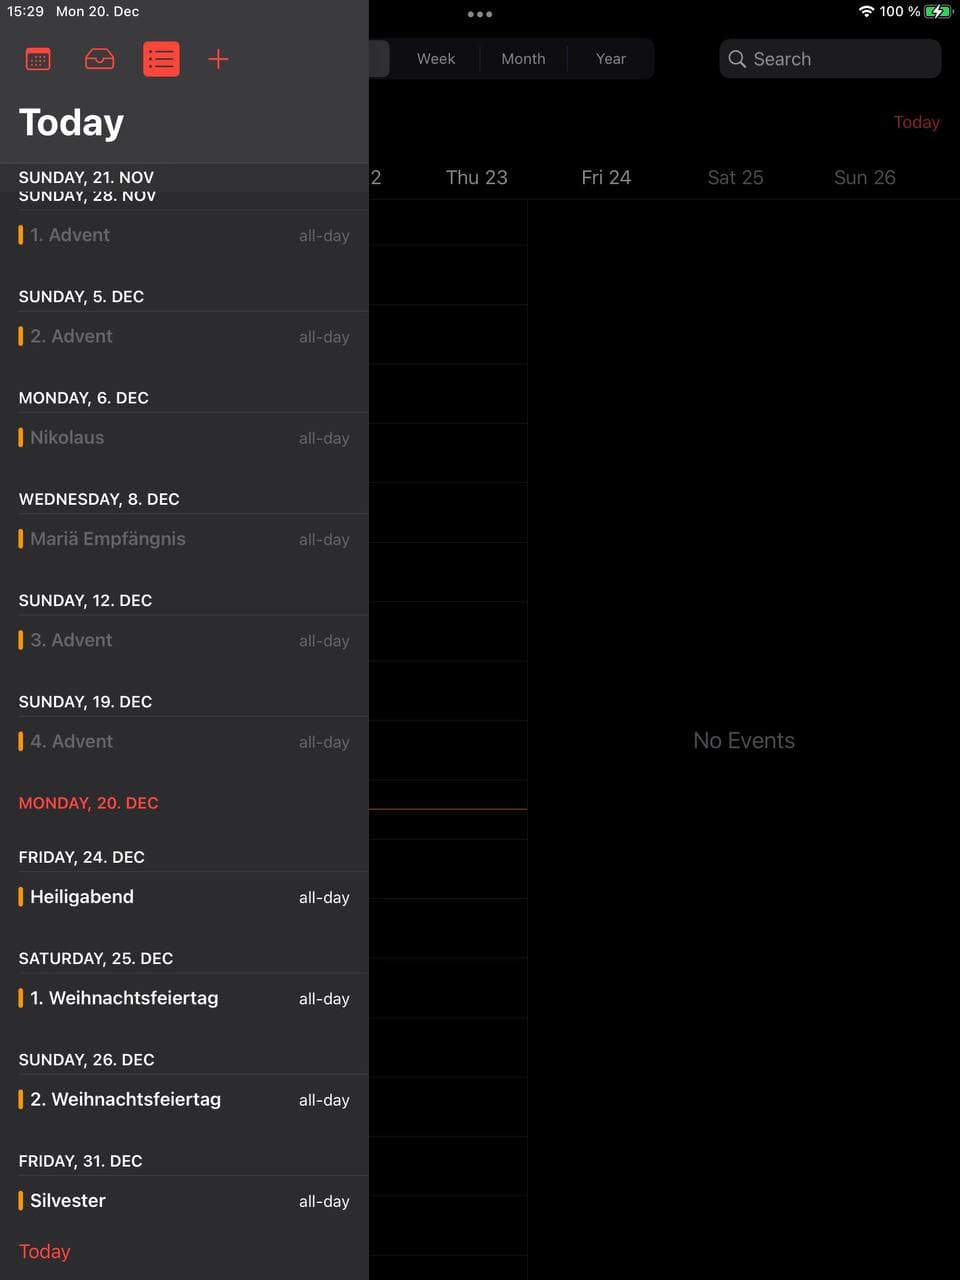 15:29 Mon 20. Dec
100 %
Week Month Year
Search
Today
Today
2 Thu 23 Fri 24 Sat 25 Sun 26
SUNDAY, 21. NOV
SUNDAY, 28. NOV
1. Advent all-day
SUNDAY, 5. DEC
2. Advent all-day
MONDAY, 6. DEC
Nikolaus all-day
WEDNESDAY, 8. DEC
Mariä Empfängnis all-day
SUNDAY, 12. DEC
3. Advent all-day
SUNDAY, 19. DEC
4. Advent all-day
No Events
MONDAY, 20. DEC
FRIDAY, 24. DEC
Heiligabend all-day
SATURDAY, 25. DEC
1. Weihnachtsfeiertag all-day
SUNDAY, 26. DEC
2. Weihnachtsfeiertag all-day
FRIDAY, 31. DEC
Silvester all-day
Today